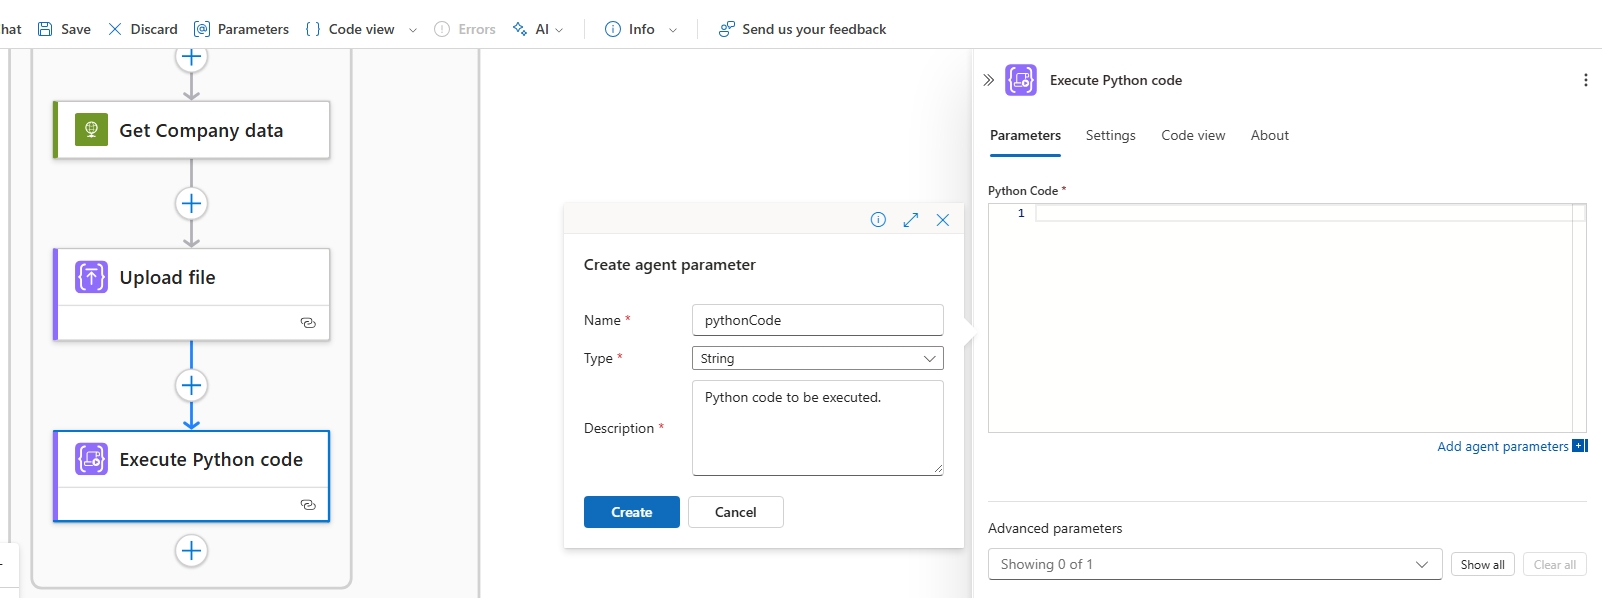 hat Save Discard Parameters Code view Errors AI Info Send us your feedback
Get Company data
Upload file
Execute Python code
Create agent parameter
Name * pythonCode
Type * String
Description * Python code to be executed.
Create Cancel
Execute Python code
Parameters Settings Code view About
Python Code *
1
Add agent parameters
Advanced parameters
Showing 0 of 1 Show all Clear all